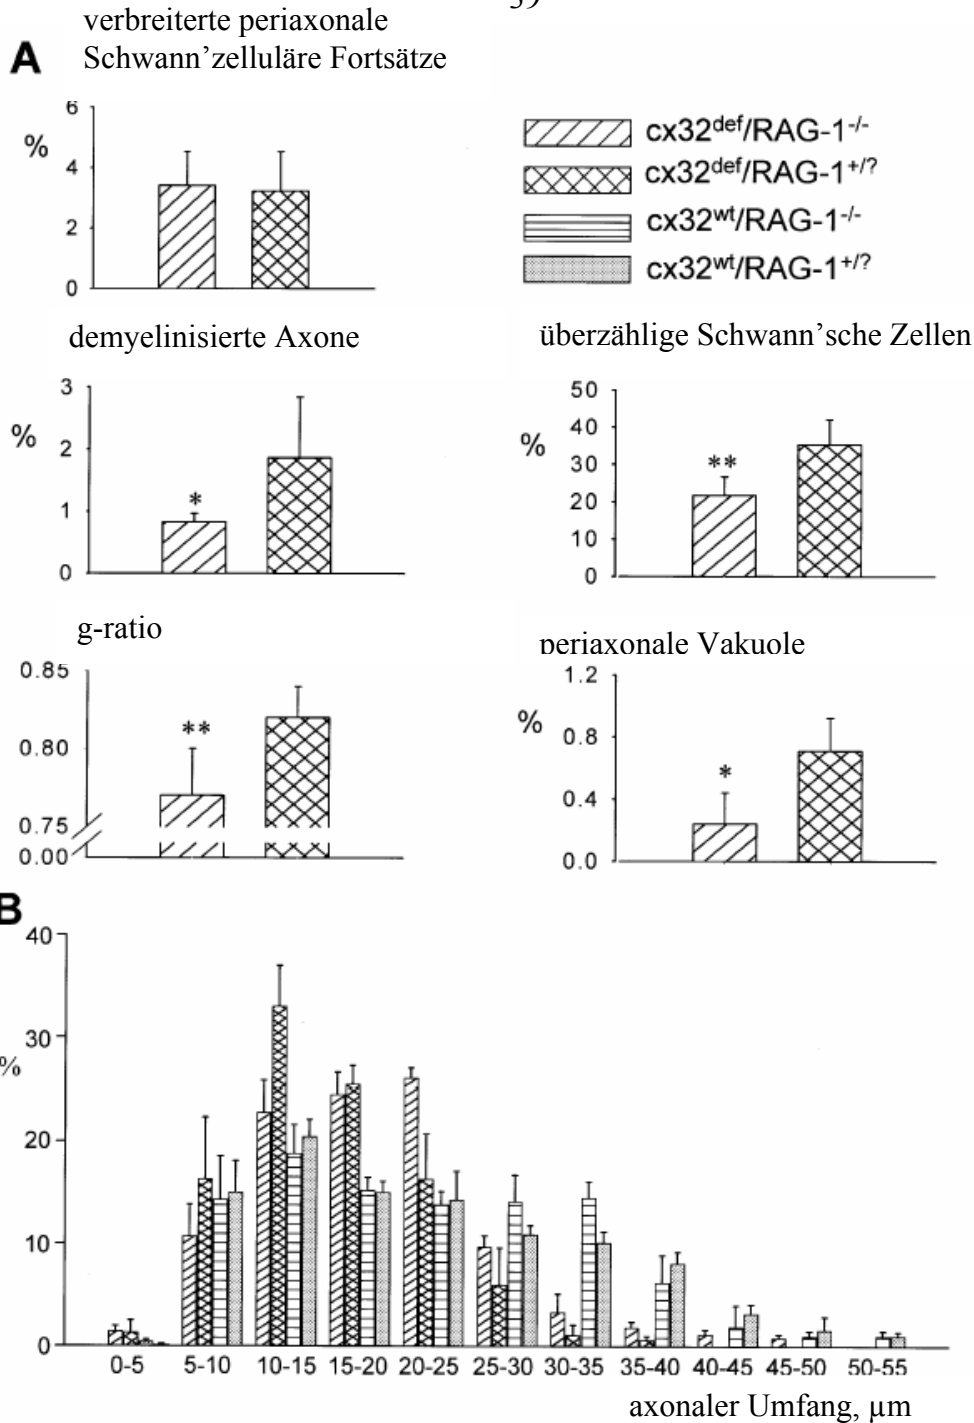 39
verbreiterte periaxonale
Schwann’zelluläre Fortsätze
A
6
%
4
2
0
cx32def/RAG-1-/-
cx32def/RAG-1+/?
cx32wt/RAG-1-/-
cx32wt/RAG-1+/?
demyelinisierte Axone
3
%
2
*
1
0
überzählige Schwann’sche Zellen
50
%
40
**
30
20
10
0
g-ratio
0.85
**
0.80
0.75
0.00
periaxonale Vakuole
1.2
%
0.8
*
0.4
0.0
B
40
30
%
20
10
0
0-5 5-10 10-15 15-20 20-25 25-30 30-35 35-40 40-45 45-50 50-55
axonaler Umfang, µm